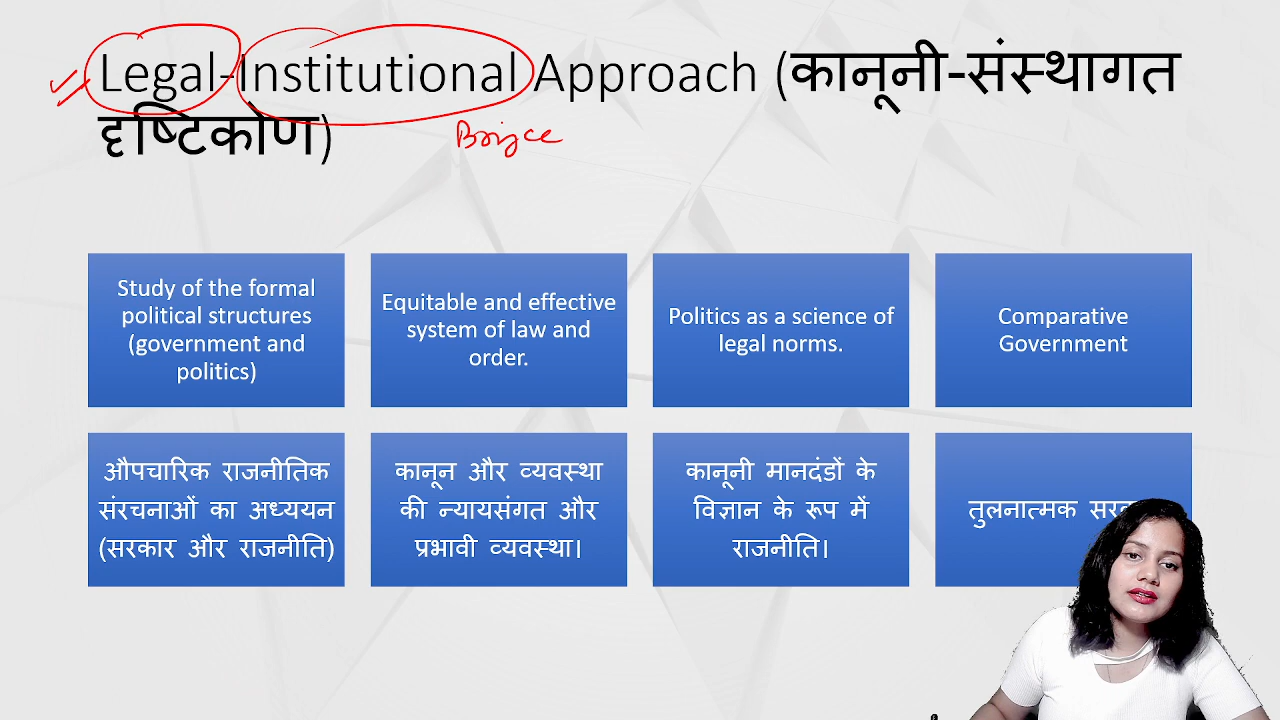 Legal-Institutional Approach (कानूनी-संस्थागत
दृष्टिकोण)
Brijce
Study of the formal
political structures
(government and
politics)
Equitable and effective
system of law and
order.
Politics as a science of
legal norms.
Comparative
Government
औपचारिक राजनीतिक
संरचनाओं का अध्ययन
(सरकार और राजनीति)
कानून और व्यवस्था
की न्यायसंगत और
प्रभावी व्यवस्था।
कानूनी मानदंडों के
विज्ञान के रूप में
राजनीति।
तुलनात्मक